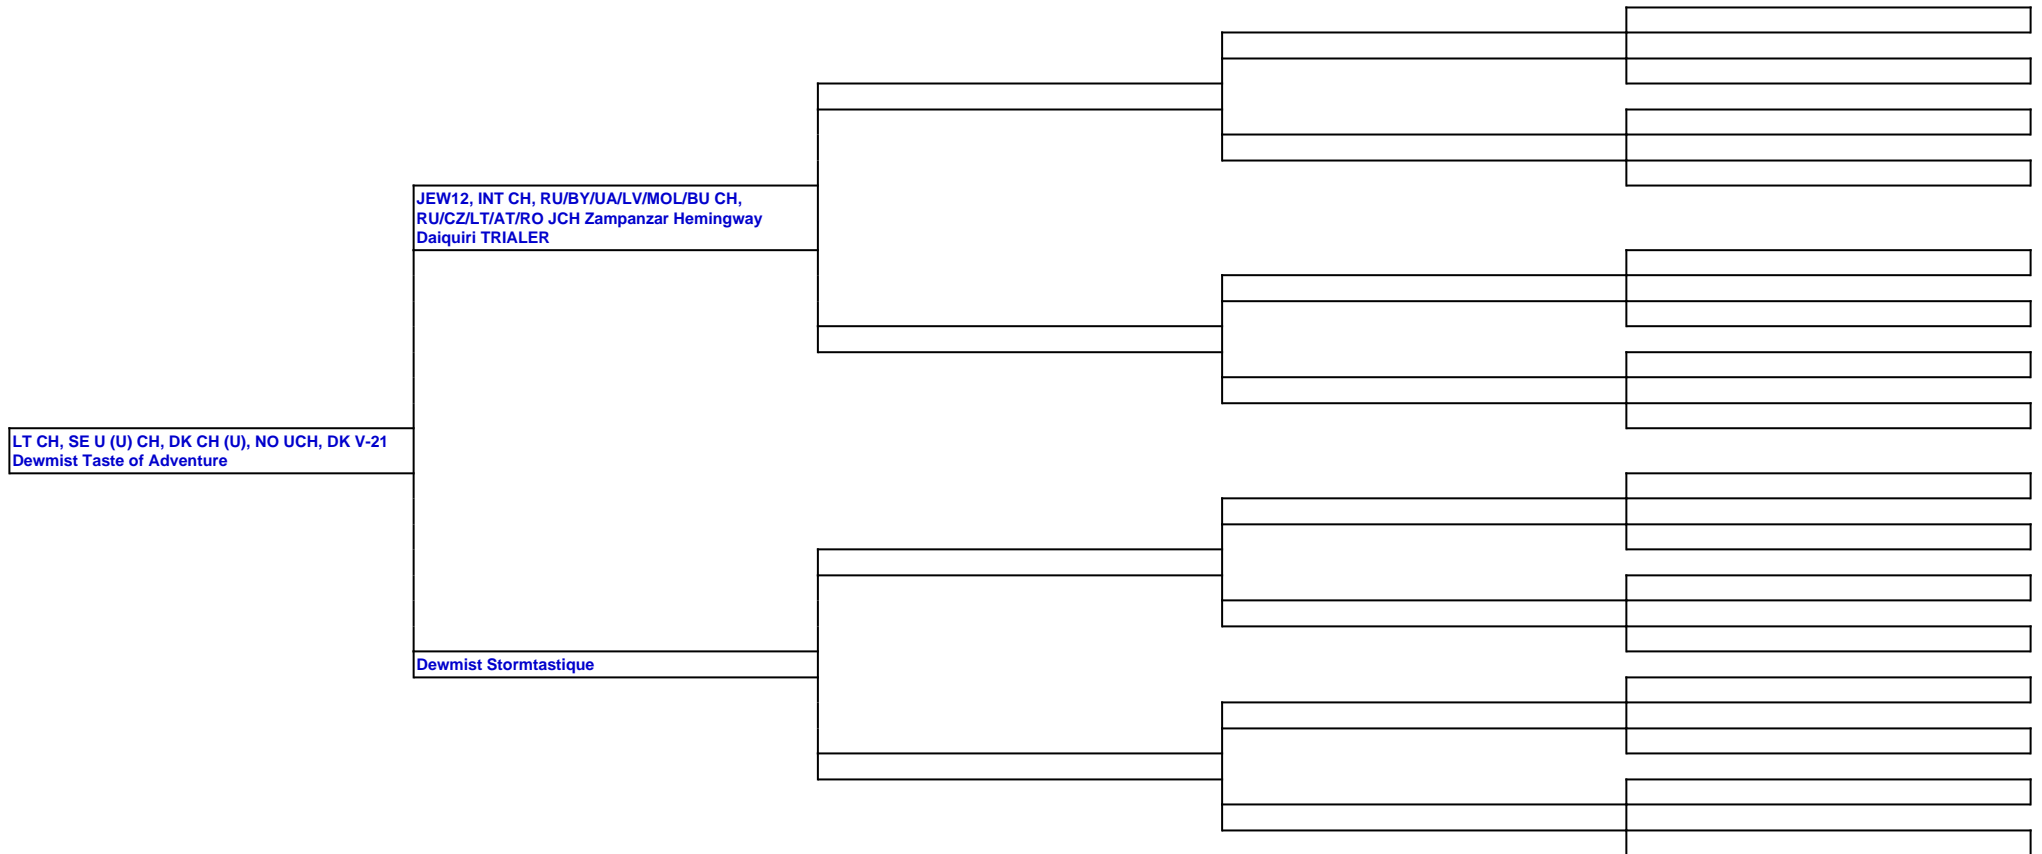 JEW12, INT CH, RU/BY/UA/LV/MOL/BU CH,
RU/CZ/LT/AT/RO JCH Zampanzar Hemingway
Daiquiri TRIALER
LT CH, SE U (U) CH, DK CH (U), NO UCH, DK V-21
Dewmist Taste of Adventure
Dewmist Stormtastique